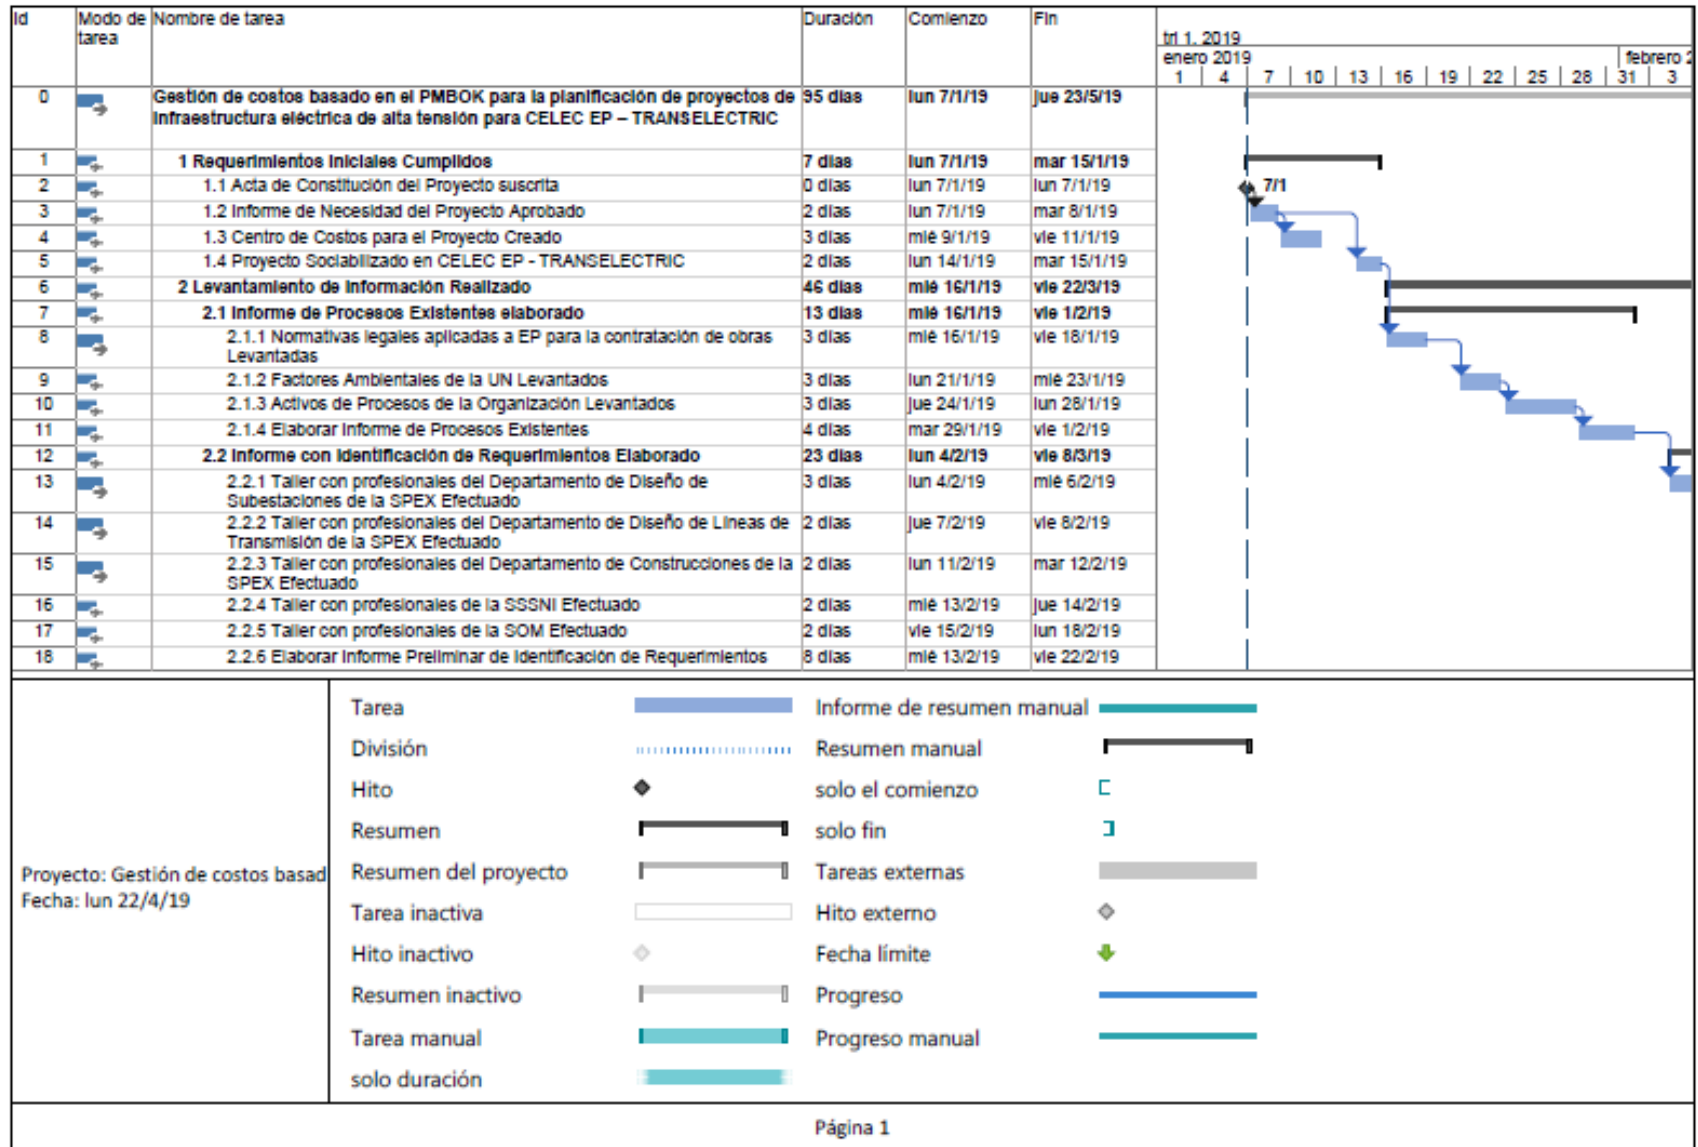 Id Modo de Nombre de tarea Duración Comienzo Fin
tarea
tri 1, 2019
enero 2019 febrero 2
1 4 7 10 13 16 19 22 25 28 31 3
0 Gestión de costos basado en el PMBOK para la planificación de proyectos de 95 días lun 7/1/19 jue 23/5/19
infraestructura eléctrica de alta tensión para CELEC EP – TRANSELECTRIC
1 1 Requerimientos Iniciales Cumplidos 7 días lun 7/1/19 mar 15/1/19
2 1.1 Acta de Constitución del Proyecto suscrita 0 días lun 7/1/19 lun 7/1/19 7/1
3 1.2 Informe de Necesidad del Proyecto Aprobado 2 días lun 7/1/19 mar 8/1/19
4 1.3 Centro de Costos para el Proyecto Creado 3 días mié 9/1/19 vie 11/1/19
5 1.4 Proyecto Sociabilizado en CELEC EP - TRANSELECTRIC 2 días lun 14/1/19 mar 15/1/19
6 2 Levantamiento de Información Realizado 46 días mié 16/1/19 vie 22/3/19
7 2.1 Informe de Procesos Existentes elaborado 13 días mié 16/1/19 vie 1/2/19
8 2.1.1 Normativas legales aplicadas a EP para la contratación de obras 3 días mié 16/1/19 vie 18/1/19
Levantadas
9 2.1.2 Factores Ambientales de la UN Levantados 3 días lun 21/1/19 mié 23/1/19
10 2.1.3 Activos de Procesos de la Organización Levantados 3 días jue 24/1/19 lun 28/1/19
11 2.1.4 Elaborar Informe de Procesos Existentes 4 días mar 29/1/19 vie 1/2/19
12 2.2 Informe con Identificación de Requerimientos Elaborado 23 días lun 4/2/19 vie 8/3/19
13 2.2.1 Taller con profesionales del Departamento de Diseño de 3 días lun 4/2/19 mié 6/2/19
Subestaciones de la SPEX Efectuado
14 2.2.2 Taller con profesionales del Departamento de Diseño de Líneas de 2 días jue 7/2/19 vie 8/2/19
Transmisión de la SPEX Efectuado
15 2.2.3 Taller con profesionales del Departamento de Construcciones de la 2 días lun 11/2/19 mar 12/2/19
SPEX Efectuado
16 2.2.4 Taller con profesionales de la SSSNI Efectuado 2 días mié 13/2/19 jue 14/2/19
17 2.2.5 Taller con profesionales de la SOM Efectuado 2 días vie 15/2/19 lun 18/2/19
18 2.2.6 Elaborar Informe Preliminar de Identificación de Requerimientos 8 días mié 13/2/19 vie 22/2/19
Proyecto: Gestión de costos basad
Fecha: lun 22/4/19
Tarea
División
Hito
Resumen
Resumen del proyecto
Tarea inactiva
Hito inactivo
Resumen inactivo
Tarea manual
solo duración
Informe de resumen manual
Resumen manual
solo el comienzo
solo fin
Tareas externas
Hito externo
Fecha límite
Progreso
Progreso manual
Página 1